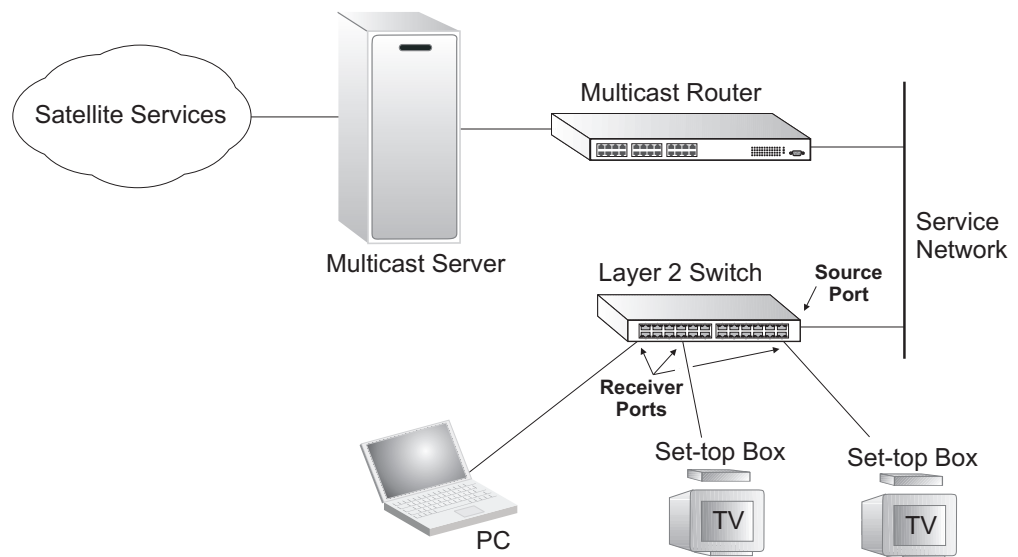 Satellite Services
Multicast Server
Multicast Router
Service
Network
Layer 2 Switch
Source
Port
Receiver
Ports
PC
Set-top Box
TV
Set-top Box
TV